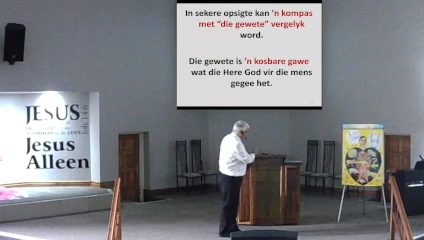 In sekere opsigte kan 'n kompas
met "die gewete" vergelyk
word.
Die gewete is 'n kosbare gawe
wat die Here God vir die mens
gegee het.
JESUS
Jesus
Alleen